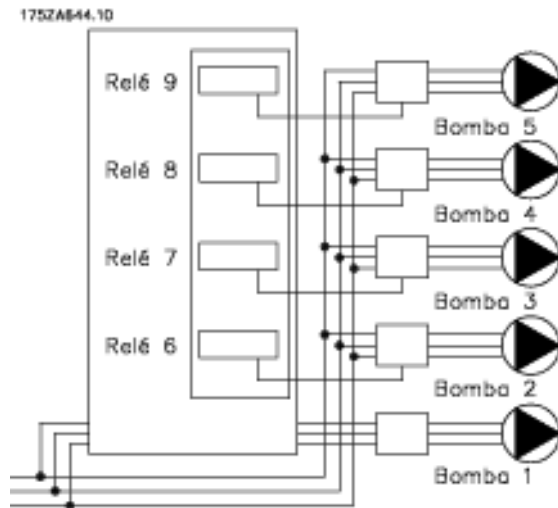 175ZA644.10
Relé 9
Bomba 5
Relé 8
Bomba 4
Relé 7
Bomba 3
Relé 6
Bomba 2
Bomba 1